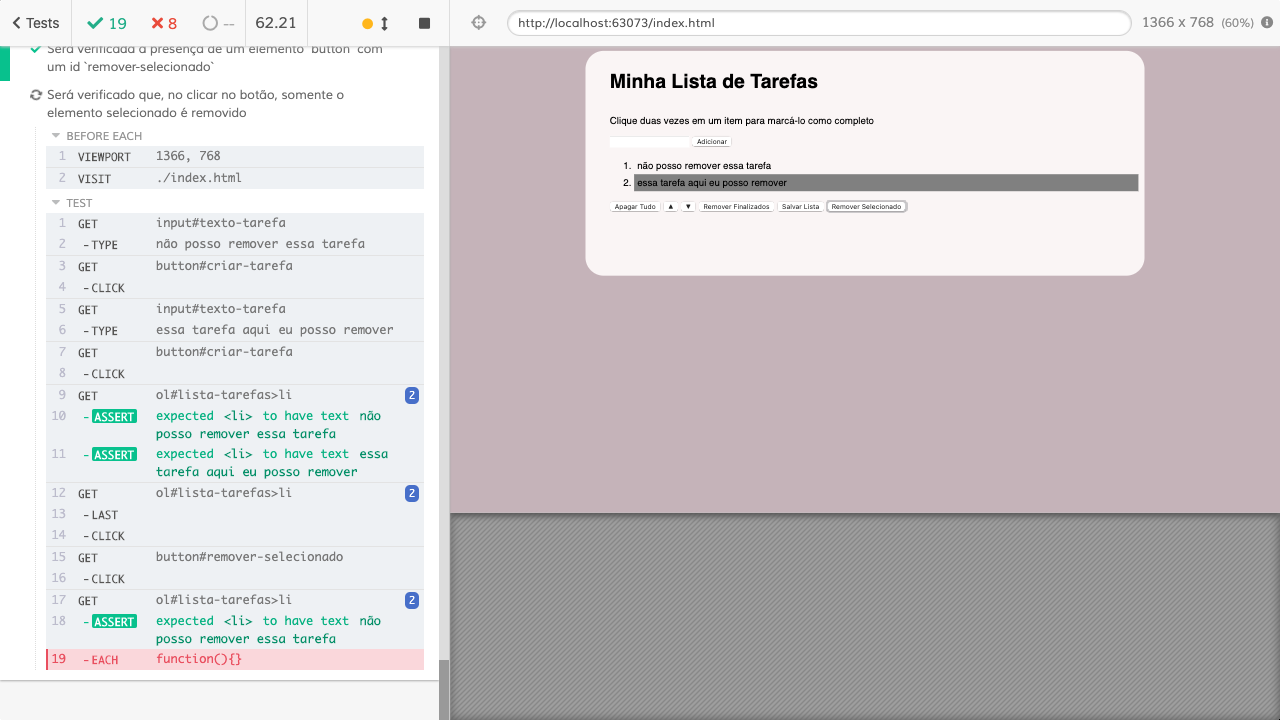 Tests
19
8
--
62.21
http://localhost:63073/index.html
1366 x 768 (60%)
Será verificada a presença de um elemento `button` com
um id `remover-selecionado`
Será verificado que, no clicar no botão, somente o
elemento selecionado é removido
BEFORE EACH
1 VIEWPORT 1366, 768
2 VISIT ./index.html
TEST
1 GET input#texto-tarefa
2 -TYPE não posso remover essa tarefa
3 GET button#criar-tarefa
4 -CLICK
5 GET input#texto-tarefa
6 -TYPE essa tarefa aqui eu posso remover
7 GET button#criar-tarefa
8 -CLICK
9 GET ol#lista-tarefas>li 2
10 -ASSERT expected <li> to have text não
posso remover essa tarefa
11 -ASSERT expected <li> to have text essa
tarefa aqui eu posso remover
12 GET ol#lista-tarefas>li 2
13 -LAST
14 -CLICK
15 GET button#remover-selecionado
16 -CLICK
17 GET ol#lista-tarefas>li 2
18 -ASSERT expected <li> to have text não
posso remover essa tarefa
19 -EACH function(){}
Minha Lista de Tarefas
Clique duas vezes em um item para marcá-lo como completo
Adicionar
1. não posso remover essa tarefa
2. essa tarefa aqui eu posso remover
Apagar Tudo ▲ ▼ Remover Finalizados Salvar Lista Remover Selecionado